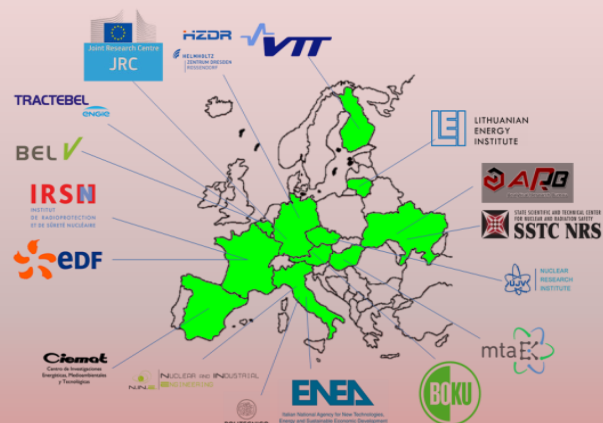 Joint Research Centre
JRC
HZDR
HELMHOLTZ
ZENTRUM DRESDEN
ROSSENDORF
VTT
TRACTEBEL
ENGIE
BEL V
IRSN
INSTITUT
DE RADIOPROTECTION
ET DE SÛRETÉ NUCLÉAIRE
eDF
LEI
LITHUANIAN
ENERGY
INSTITUTE
ARB
STATE SCIENTIFIC AND TECHNICAL CENTER
FOR NUCLEAR AND RADIATION SAFETY
SSTC NRS
UJV
NUCLEAR
RESEARCH
INSTITUTE
mtaEK
BOKU
Ciemat
Centro de Investigaciones
Energéticas, Medioambientales
y Tecnológicas
N.IN.E
NUCLEAR AND INDUSTRIAL
ENGINEERING
ENEA
Italian National Agency for New Technologies,
Energy and Sustainable Economic Development